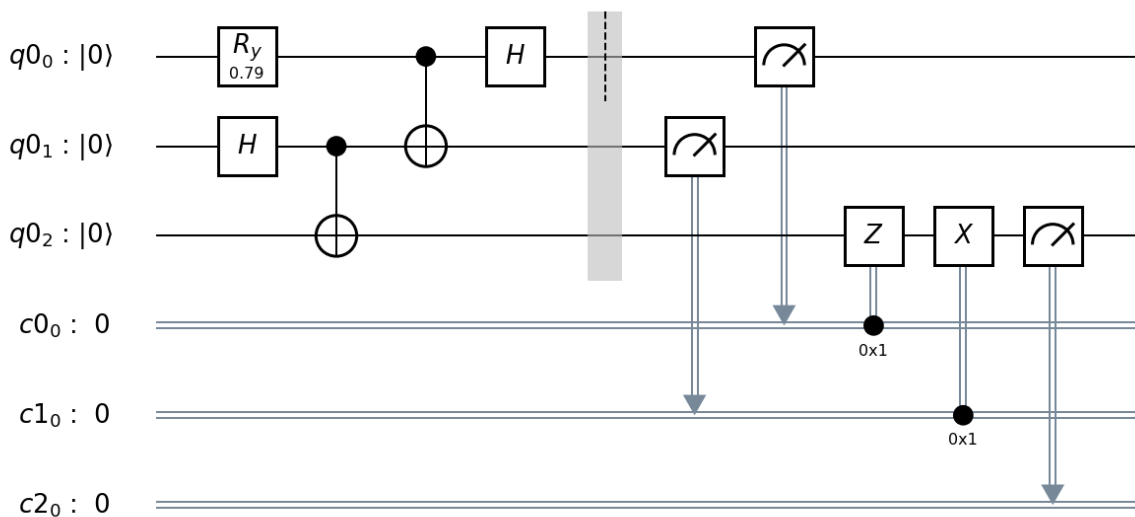 q0₀ : |0⟩ R_y 0.79 H
q0₁ : |0⟩ H
q0₂ : |0⟩ Z X
c0₀ : 0 0x1
c1₀ : 0 0x1
c2₀ : 0